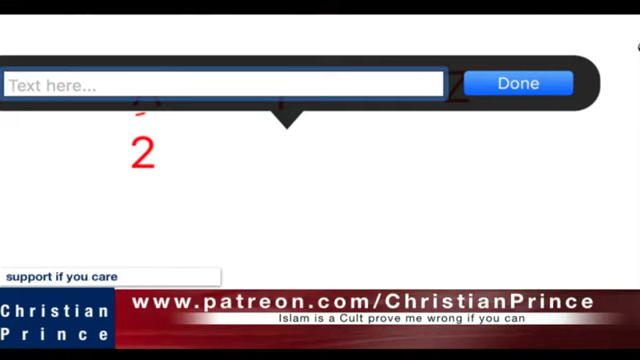 Text here...
Done
2
support if you care
www.patreon.com/ChristianPrince
Islam is a Cult prove me wrong if you can
Christian
Prince